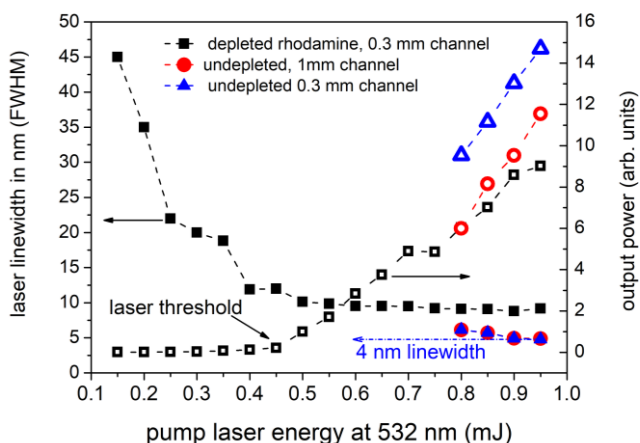 depleted rhodamine, 0.3 mm channel
undepleted, 1mm channel
undepleted 0.3 mm channel
laser threshold
4 nm linewidth
laser linewidth in nm (FWHM)
50
45
40
35
30
25
20
15
10
5
0
output power (arb. units)
16
14
12
10
8
6
4
2
0
0.1 0.2 0.3 0.4 0.5 0.6 0.7 0.8 0.9 1.0
pump laser energy at 532 nm (mJ)